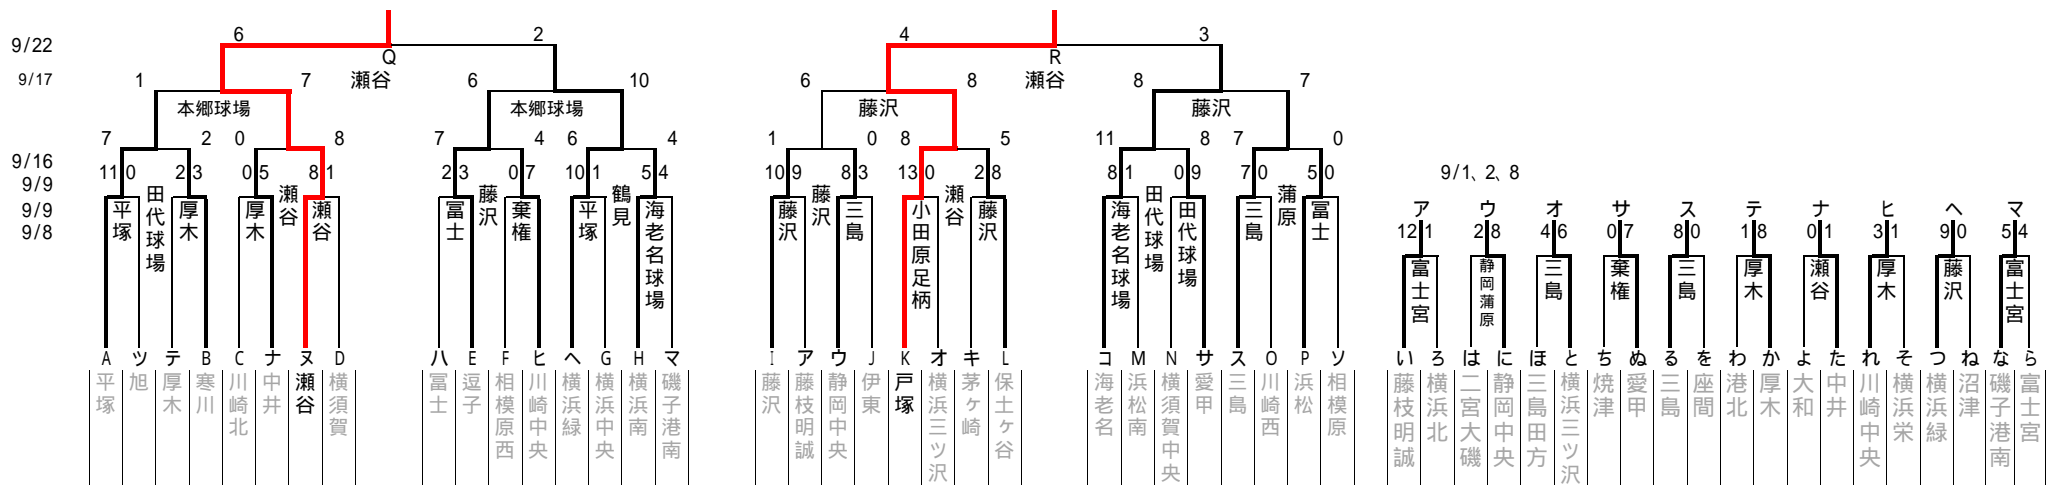 6 2 4 3
9/22 Q R
9/17 1 7 瀬谷 6 10 6 8 瀬谷 8 7
本郷球場 本郷球場 藤沢 藤沢
7 2 0 8 7 4 6 4 1 0 8 5 11 8 7 0
9/16
11 0 2 3 0 5 8 1 2 3 0 7 10 1 5 4 10 9 8 3 13 0 2 8 8 1 0 9 7 0 5 0 9/1、2、8
9/9
田代球場 瀬谷 藤沢 鶴見 藤沢 瀬谷 田代球場 蒲原
9/9
9/8
平塚 厚木 厚木 瀬谷 富士 棄権 平塚 海老名球場 藤沢 三島 小田原足柄 藤沢 海老名球場 田代球場 三島 富士
ア ウ オ サ ス テ ナ ヒ ヘ マ
12 1 2 8 4 6 0 7 8 0 1 8 0 1 3 1 9 0 5 4
富士宮 静岡蒲原 三島 棄権 三島 厚木 瀬谷 厚木 藤沢 富士宮
A ツ テ B C ナ ヌ D ハ E F ヒ ヘ G H マ I ア ウ J K オ キ L コ M N サ ス O P ソ い ろ は に ほ と ち ぬ る を わ か よ た れ そ つ ね な ら
平塚
旭
厚木
寒川
川崎北
中井
瀬谷
横須賀
富士
逗子
相模原西
川崎中央
横浜緑
横浜中央
横浜南
磯子港南
藤沢
藤枝明誠
静岡中央
伊東
戸塚
横浜三ツ沢
茅ヶ崎
保土ヶ谷
海老名
浜松南
横須賀中央
愛甲
三島
川崎西
浜松
相模原
藤枝明誠
横浜北
二宮大磯
静岡中央
三島田方
横浜三ツ沢
焼津
愛甲
三島
座間
港北
厚木
大和
中井
川崎中央
横浜栄
横浜緑
沼津
磯子港南
富士宮